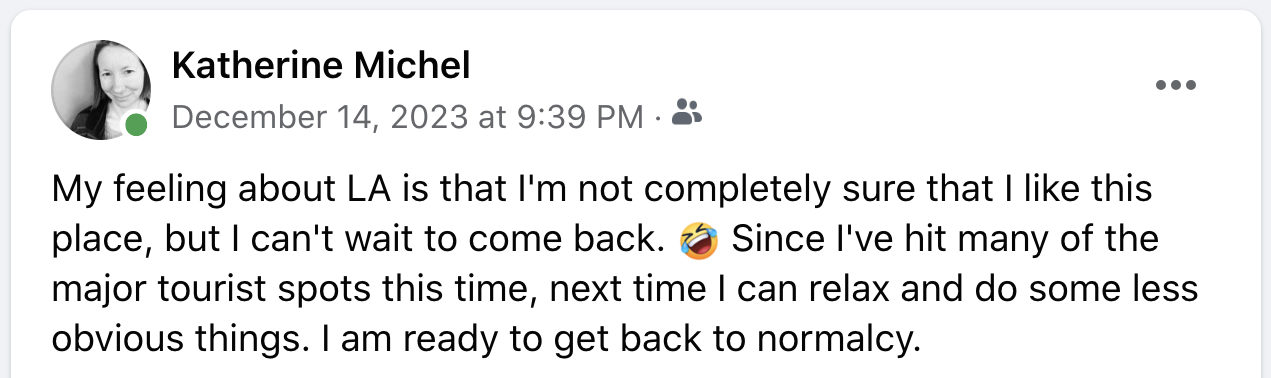 Katherine Michel
December 14, 2023 at 9:39 PM ·
My feeling about LA is that I'm not completely sure that I like this
place, but I can't wait to come back. 🤣 Since I've hit many of the
major tourist spots this time, next time I can relax and do some less
obvious things. I am ready to get back to normalcy.